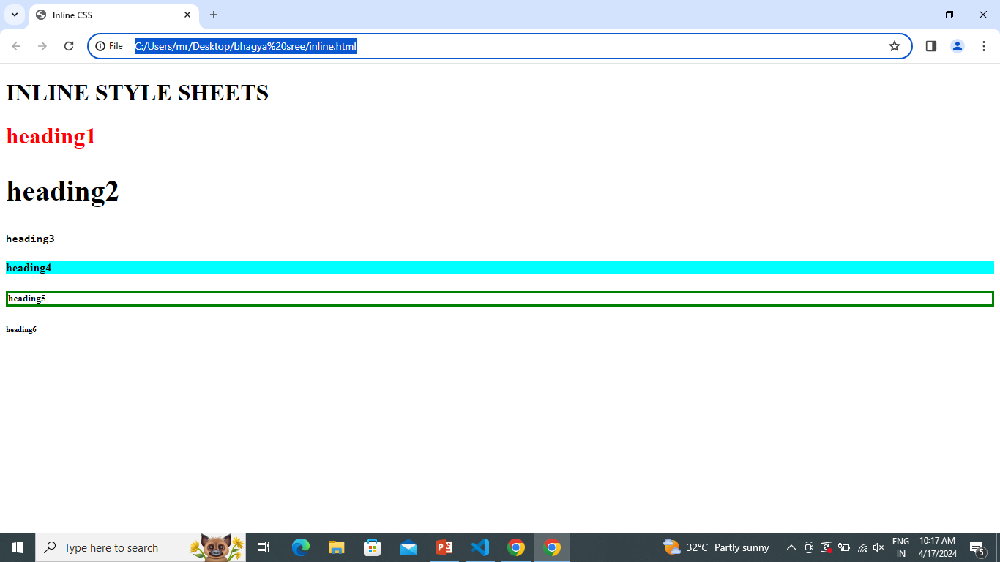 Inline CSS
File
C:/Users/mr/Desktop/bhagya%20sree/inline.html
INLINE STYLE SHEETS
heading1
heading2
heading3
heading4
heading5
heading6
Type here to search
32°C Partly sunny
ENG
IN
10:17 AM
4/17/2024
5